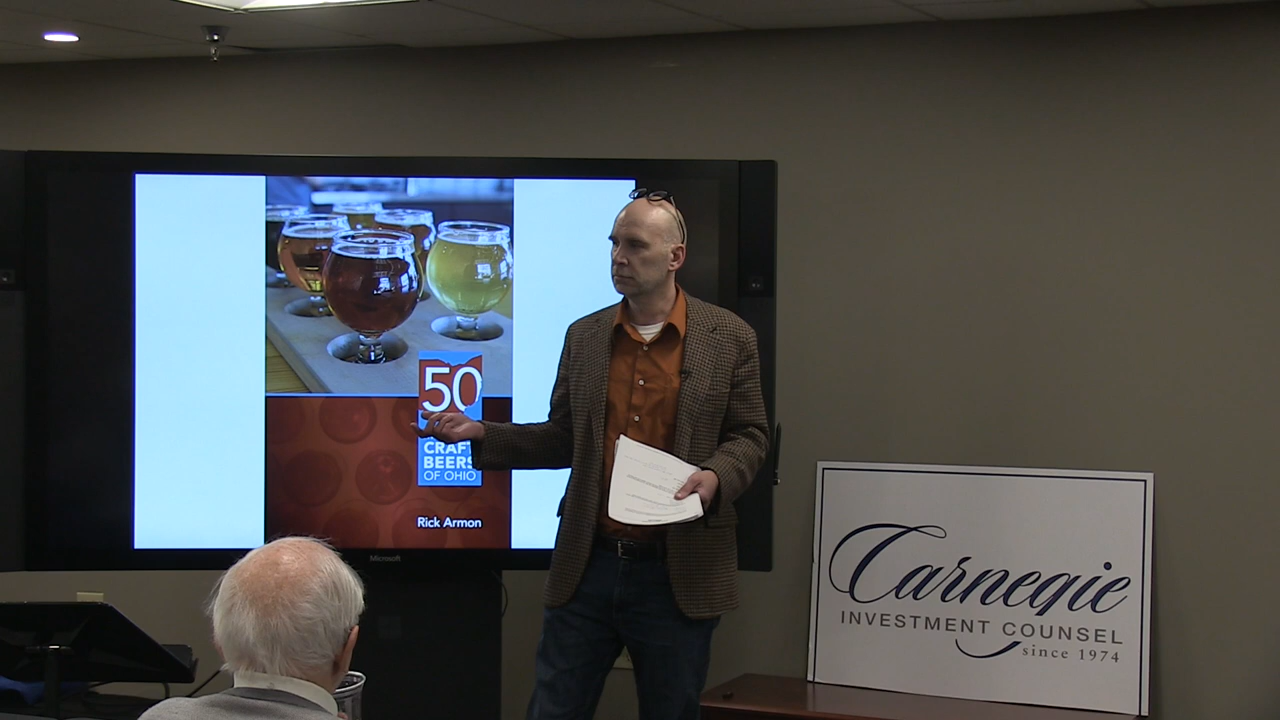 50
CRAFT
BEERS
OF OHIO
Rick Armon
Microsoft
Carnegie
INVESTMENT COUNSEL
since 1974